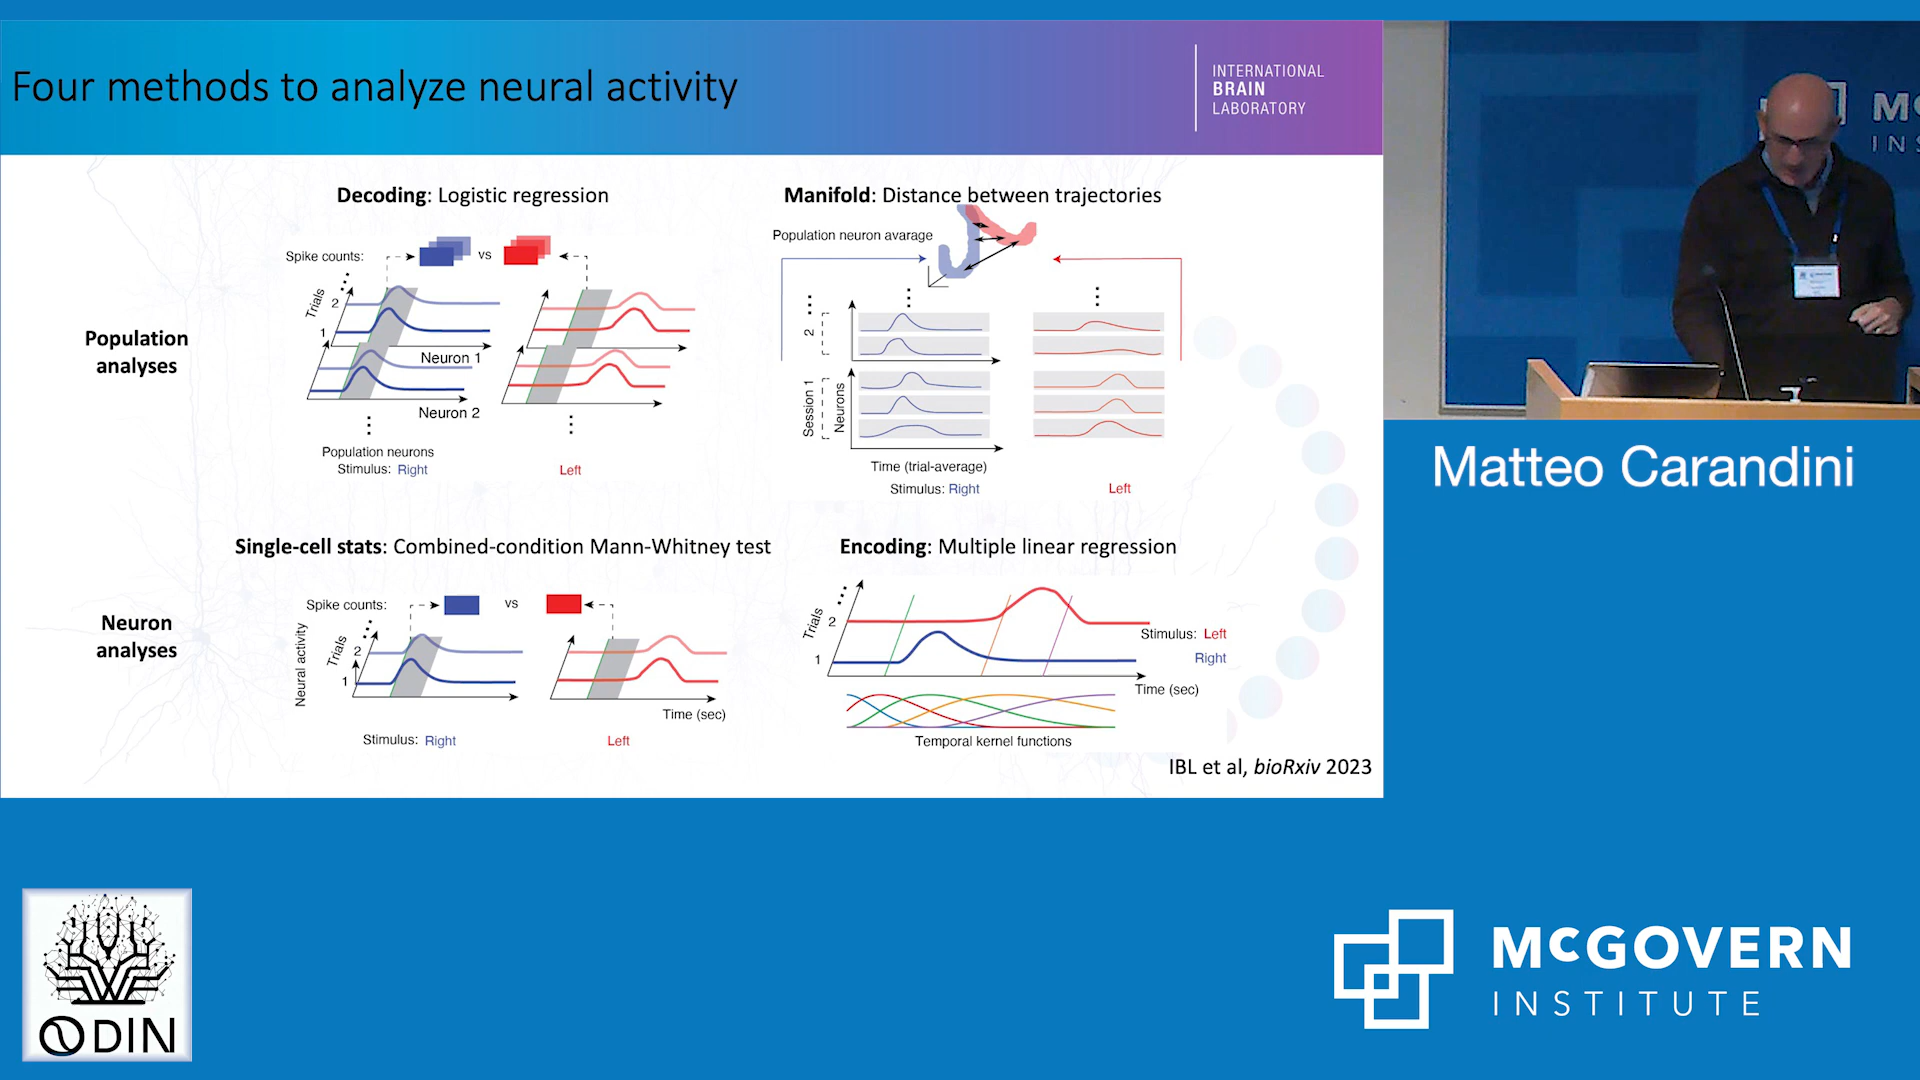 Four methods to analyze neural activity
INTERNATIONAL
BRAIN
LABORATORY
Decoding: Logistic regression
Spike counts:
vs
Trials
2
1
Neuron 1
Neuron 2
Population neurons
Stimulus: Right
Left
Manifold: Distance between trajectories
Population neuron avarage
2
Session 1
Neurons
Time (trial-average)
Stimulus: Right
Left
Population
analyses
Single-cell stats: Combined-condition Mann-Whitney test
Spike counts:
vs
Neural activity
Trials
2
1
Time (sec)
Stimulus: Right
Left
Encoding: Multiple linear regression
Trials
2
1
Stimulus: Left
Right
Time (sec)
Temporal kernel functions
Neuron
analyses
IBL et al, bioRxiv 2023
Matteo Carandini
ODIN
McGOVERN
INSTITUTE